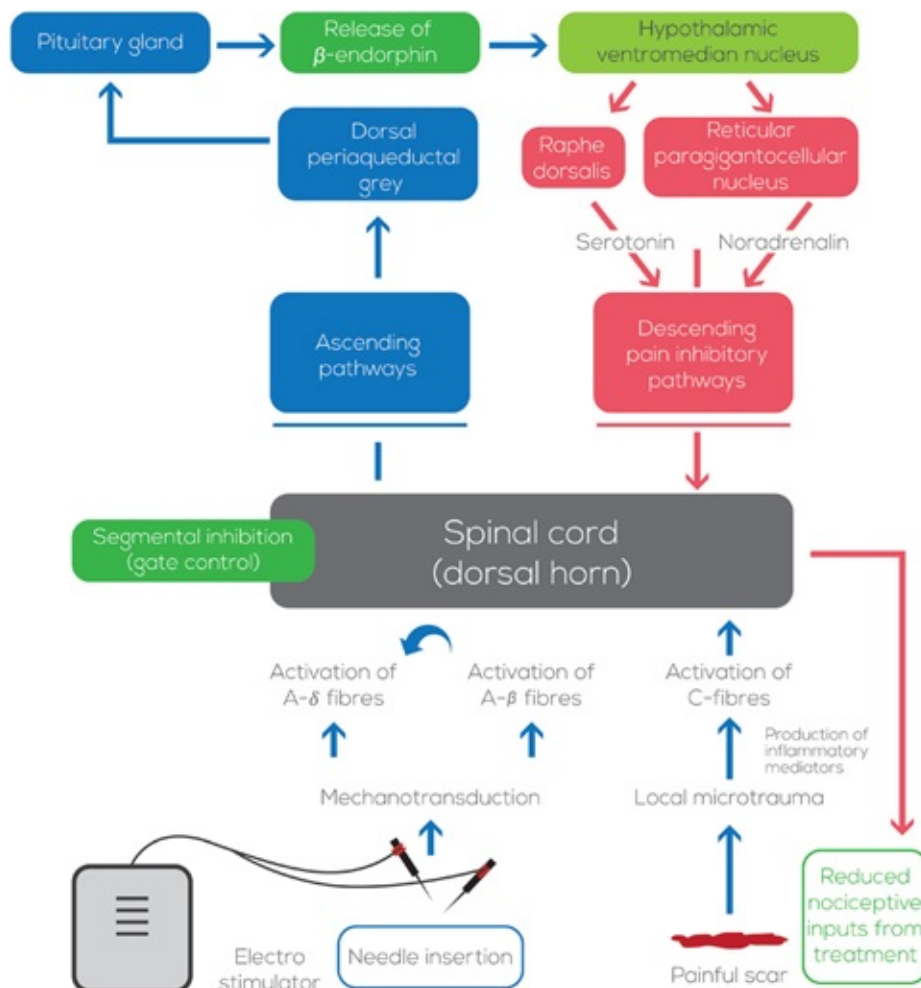 Pituitary gland
Release of
β-endorphin
Hypothalamic
ventromedian nucleus
Dorsal
periaqueductal
grey
Raphe
dorsalis
Reticular
paragigantocellular
nucleus
Serotonin
Noradrenalin
Ascending
pathways
Descending
pain inhibitory
pathways
Segmental inhibition
(gate control)
Spinal cord
(dorsal horn)
Activation of
A-δ fibres
Activation of
A-β fibres
Activation of
C-fibres
Production of
inflammatory
mediators
Mechanotransduction
Local microtrauma
Electro
stimulator
Needle insertion
Painful scar
Reduced
nociceptive
inputs from
treatment